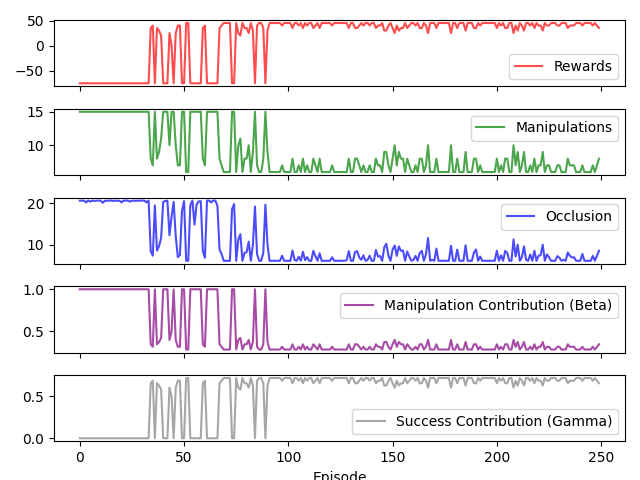 50
0
−50
Rewards
15
10
Manipulations
20
10
Occlusion
1.0
0.5
Manipulation Contribution (Beta)
0.5
0.0
Success Contribution (Gamma)
0 50 100 150 200 250
Episode